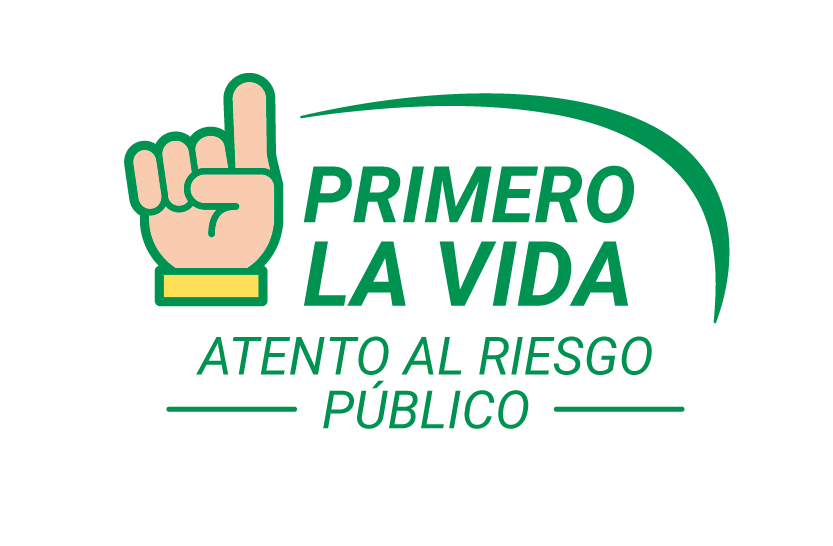 PRIMERO
LA VIDA
ATENTO AL RIESGO
PÚBLICO